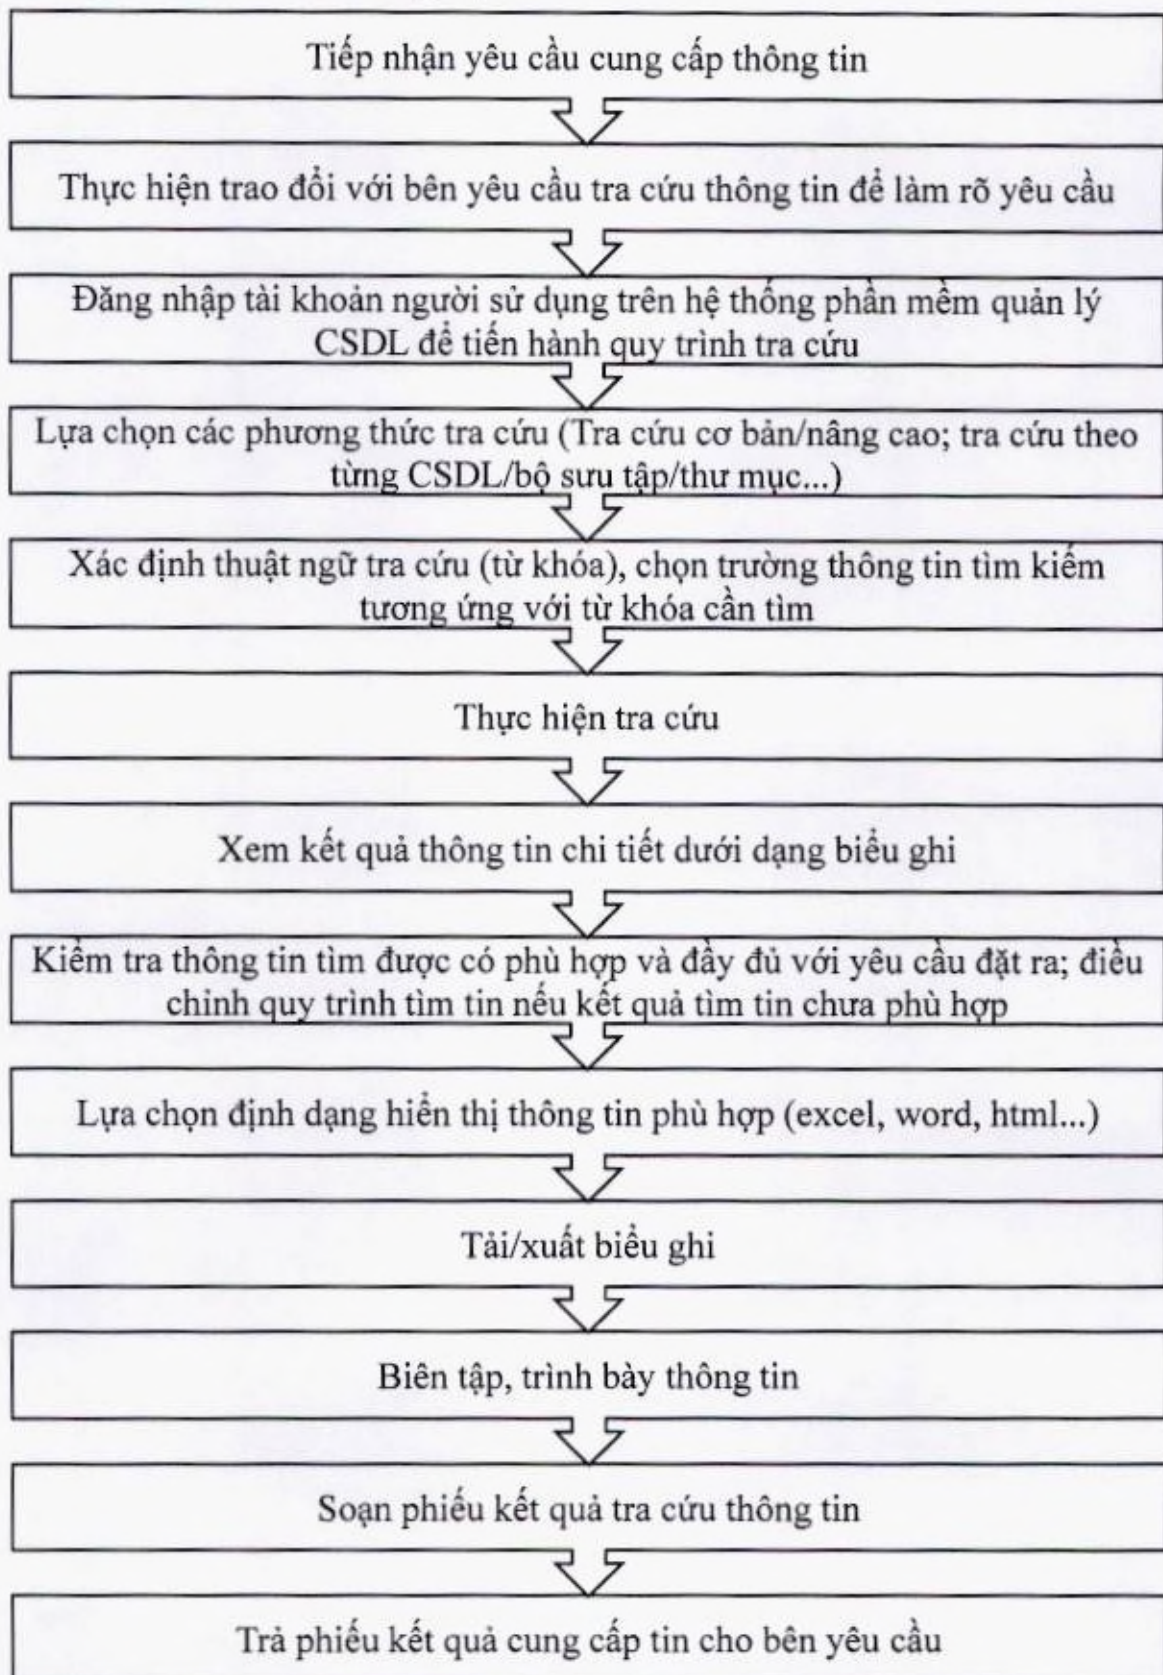 Tiếp nhận yêu cầu cung cấp thông tin
Thực hiện trao đổi với bên yêu cầu tra cứu thông tin để làm rõ yêu cầu
Đăng nhập tài khoản người sử dụng trên hệ thống phần mềm quản lý
CSDL để tiến hành quy trình tra cứu
Lựa chọn các phương thức tra cứu (Tra cứu cơ bản/nâng cao; tra cứu theo
từng CSDL/bộ sưu tập/thư mục...)
Xác định thuật ngữ tra cứu (từ khóa), chọn trường thông tin tìm kiếm
tương ứng với từ khóa cần tìm
Thực hiện tra cứu
Xem kết quả thông tin chi tiết dưới dạng biểu ghi
Kiểm tra thông tin tìm được có phù hợp và đầy đủ với yêu cầu đặt ra; điều
chỉnh quy trình tìm tin nếu kết quả tìm tin chưa phù hợp
Lựa chọn định dạng hiển thị thông tin phù hợp (excel, word, html...)
Tải/xuất biểu ghi
Biên tập, trình bày thông tin
Soạn phiếu kết quả tra cứu thông tin
Trả phiếu kết quả cung cấp tin cho bên yêu cầu